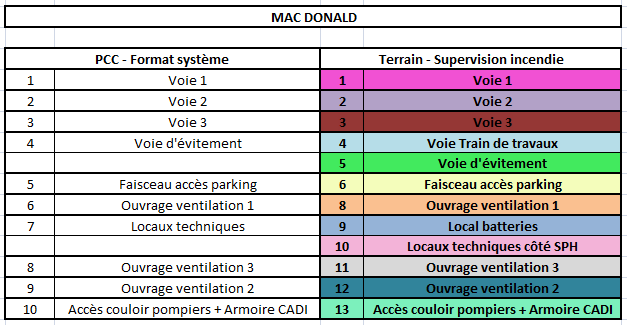 MAC DONALD
PCC - Format système Terrain - Supervision incendie
1 Voie 1 1 Voie 1
2 Voie 2 2 Voie 2
3 Voie 3 3 Voie 3
4 Voie d'évitement 4 Voie Train de travaux
5 Voie d'évitement
5 Faisceau accès parking 6 Faisceau accès parking
6 Ouvrage ventilation 1 8 Ouvrage ventilation 1
7 Locaux techniques 9 Local batteries
10 Locaux techniques côté SPH
8 Ouvrage ventilation 3 11 Ouvrage ventilation 3
9 Ouvrage ventilation 2 12 Ouvrage ventilation 2
10 Accès couloir pompiers + Armoire CADI 13 Accès couloir pompiers + Armoire CADI